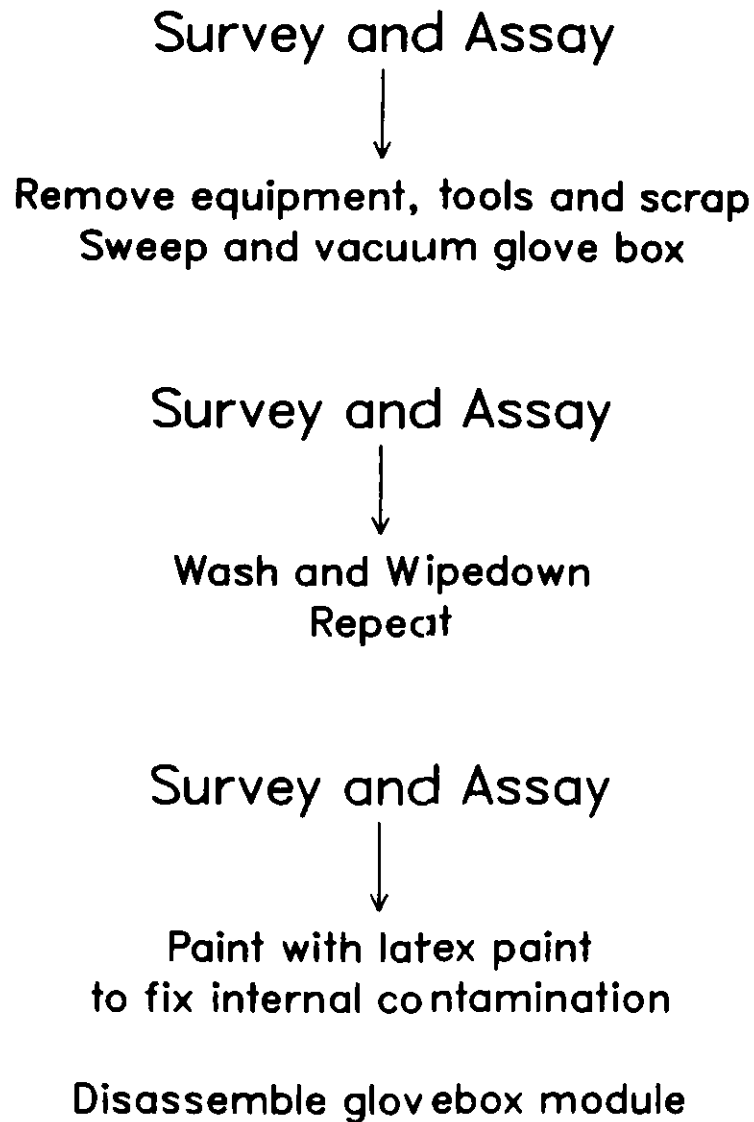 Survey and Assay
Remove equipment, tools and scrap
Sweep and vacuum glove box
Survey and Assay
Wash and Wipedown
Repeat
Survey and Assay
Paint with latex paint
to fix internal contamination
Disassemble glovebox module